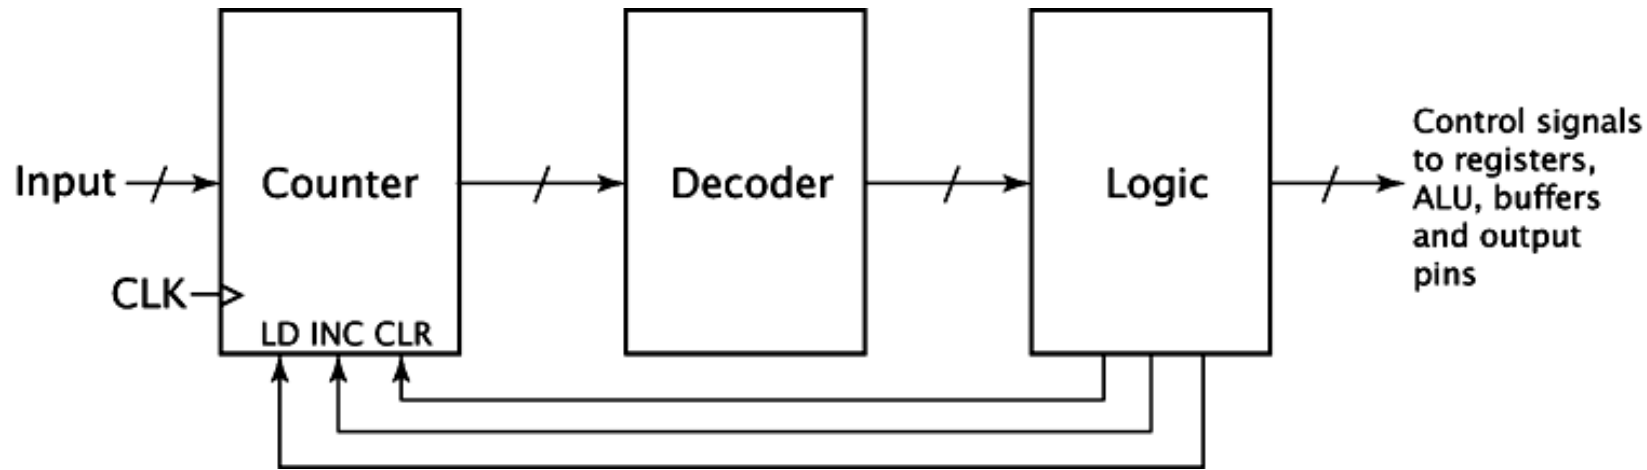 Input
Counter
Decoder
Logic
Control signals
to registers,
ALU, buffers
and output
pins
CLK
LD INC CLR